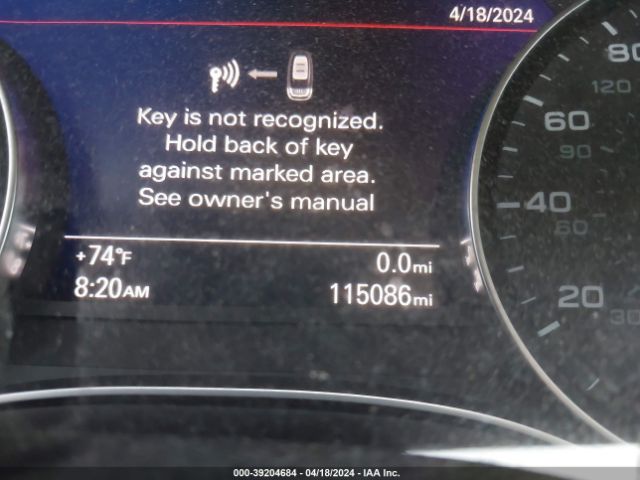 4/18/2024
Key is not recognized.
Hold back of key
against marked area.
See owner's manual
+74°F
0.0mi
8:20AM
115086mi
80
120
60
90
40
60
20
30
000-39204684 - 04/18/2024 - IAA Inc.